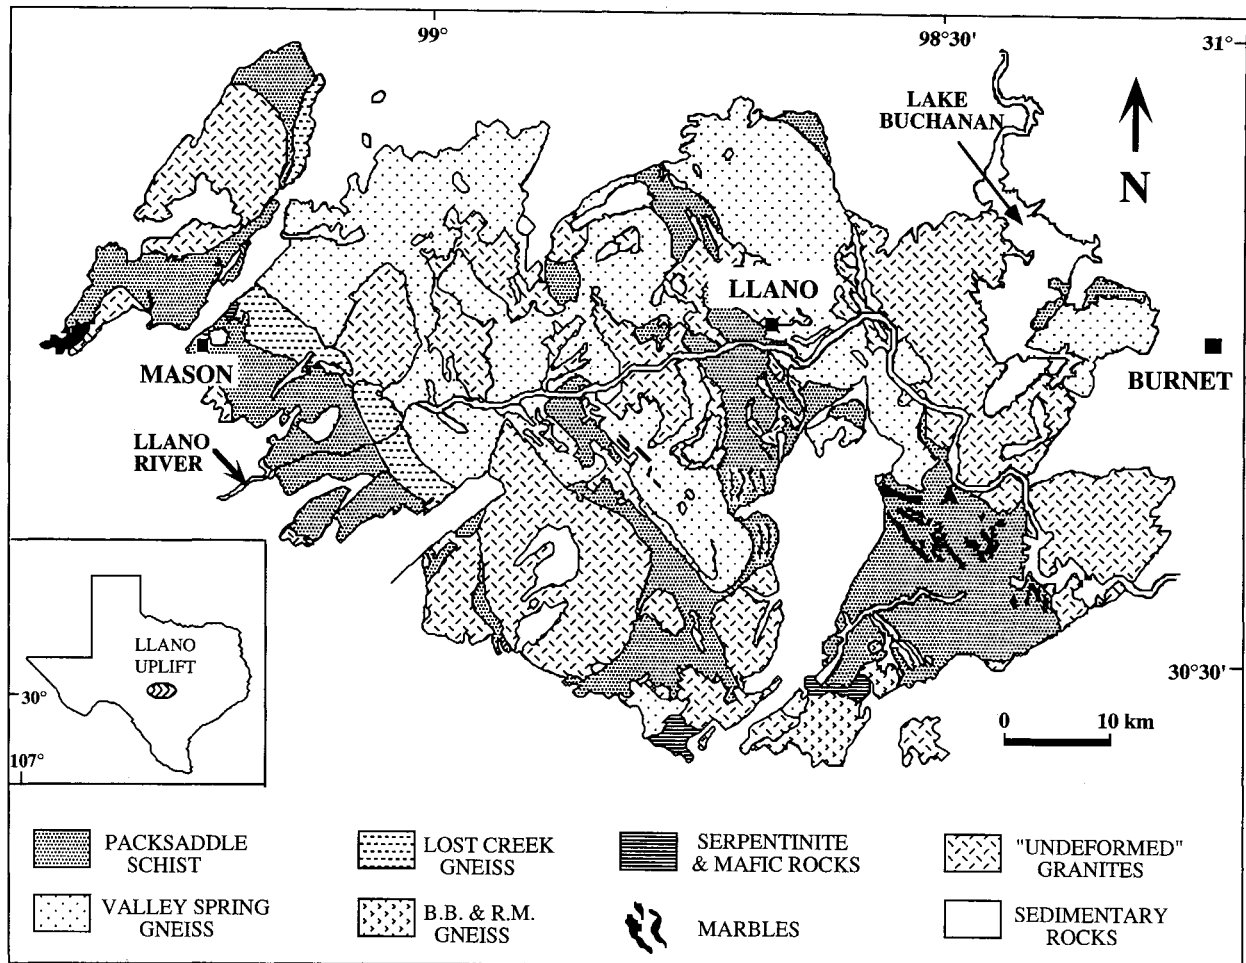 99°
98°30'
31°
LAKE
BUCHANAN
N
LLANO
MASON
BURNET
LLANO
RIVER
A
LLANO
UPLIFT
30°
107°
30°30'
0 10 km
PACKSADDLE
SCHIST
LOST CREEK
GNEISS
SERPENTINITE
& MAFIC ROCKS
"UNDEFORMED"
GRANITES
VALLEY SPRING
GNEISS
B.B. & R.M.
GNEISS
MARBLES
SEDIMENTARY
ROCKS